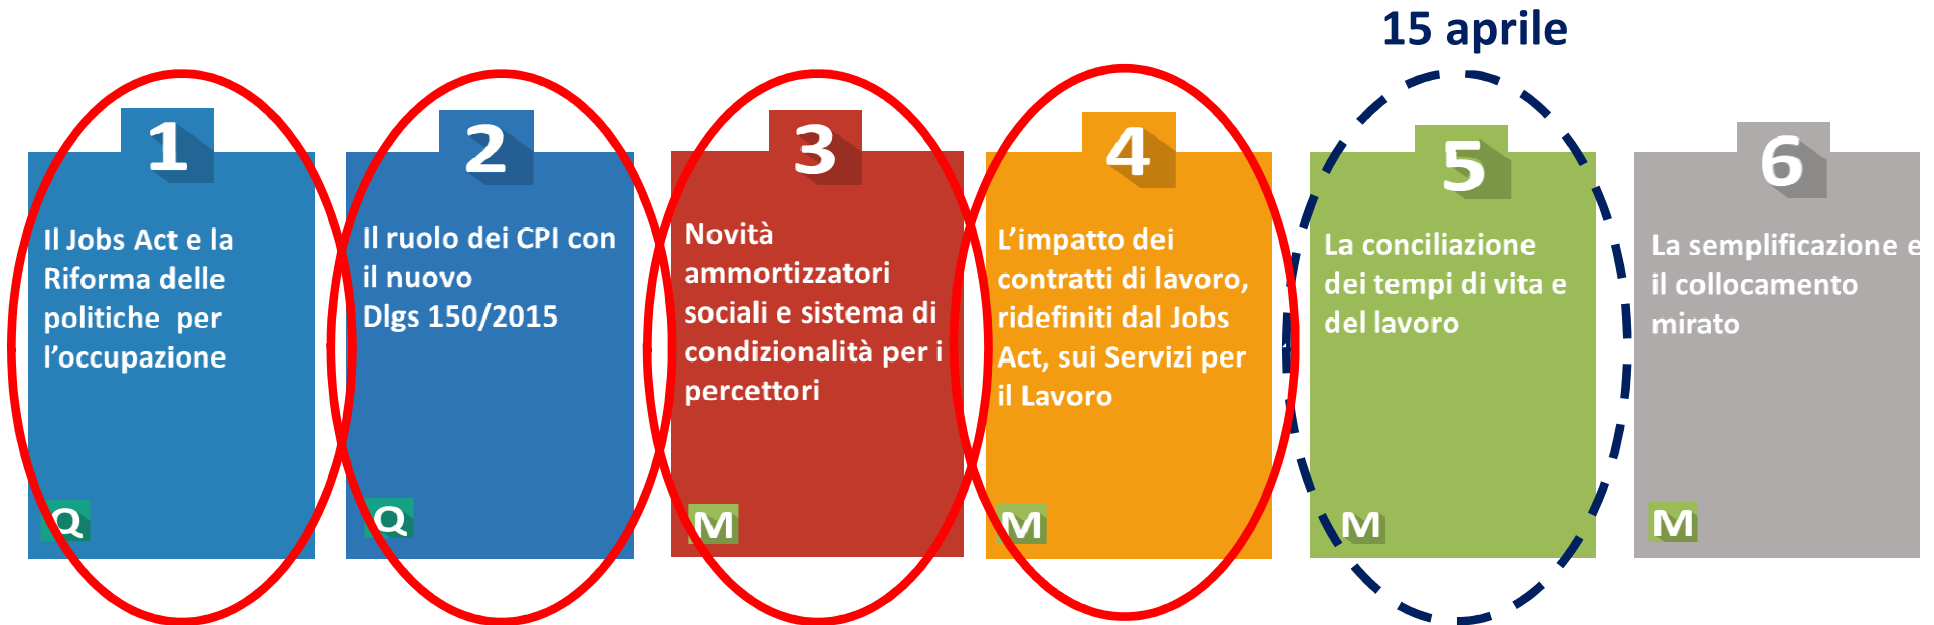 15 aprile
1
Il Jobs Act e la
Riforma delle
politiche per
l'occupazione
Q
2
Il ruolo dei CPI con
il nuovo
Dlgs 150/2015
Q
3
Novità
ammortizzatori
sociali e sistema di
condizionalità per i
percettori
M
4
L'impatto dei
contratti di lavoro,
ridefiniti dal Jobs
Act, sui Servizi per
il Lavoro
M
5
La conciliazione
dei tempi di vita e
del lavoro
M
6
La semplificazione e
il collocamento
mirato
M